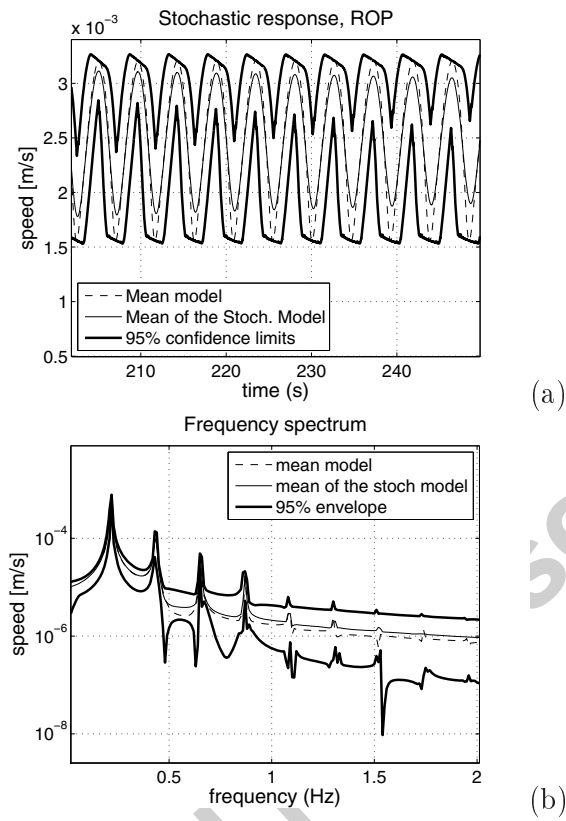 Stochastic response, ROP
x 10⁻³
3
2.5
2
1.5
1
0.5
speed [m/s]
Mean model
Mean of the Stoch. Model
95% confidence limits
210 220 230 240
time (s)
(a)
Frequency spectrum
mean model
mean of the stoch model
95% envelope
10⁻⁴
10⁻⁶
10⁻⁸
speed [m/s]
0.5 1 1.5 2
frequency (Hz)
(b)